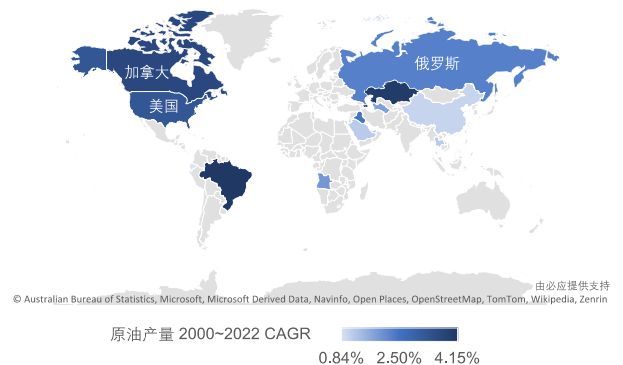 俄罗斯
加拿大
美国
由必应提供支持
© Australian Bureau of Statistics, Microsoft, Microsoft Derived Data, Navinfo, Open Places, OpenStreetMap, TomTom, Wikipedia, Zenrin
原油产量 2000~2022 CAGR
0.84% 2.50% 4.15%